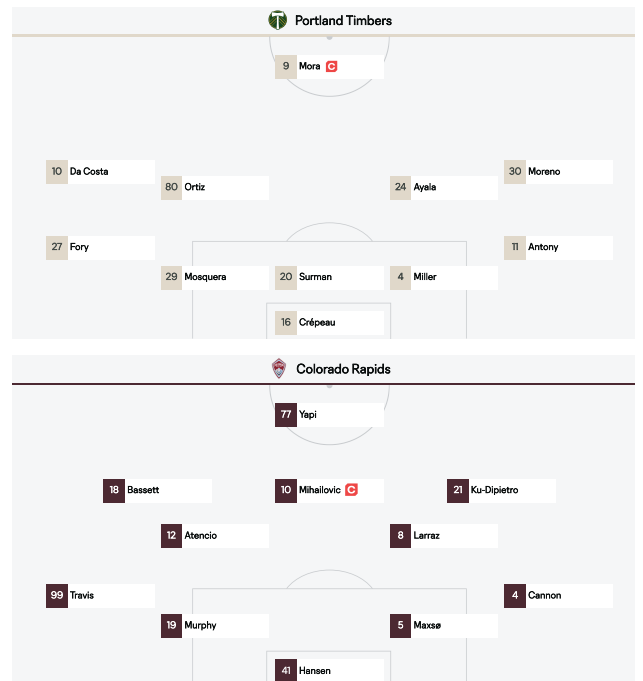 Portland Timbers
9 Mora C
10 Da Costa
30 Moreno
80 Ortiz
24 Ayala
27 Fory
11 Antony
29 Mosquera
20 Surman
4 Miller
16 Crépeau
Colorado Rapids
77 Yapi
18 Bassett
10 Mihailovic C
21 Ku-Dipietro
12 Atencio
8 Larraz
99 Travis
4 Cannon
19 Murphy
5 Maxsø
41 Hansen